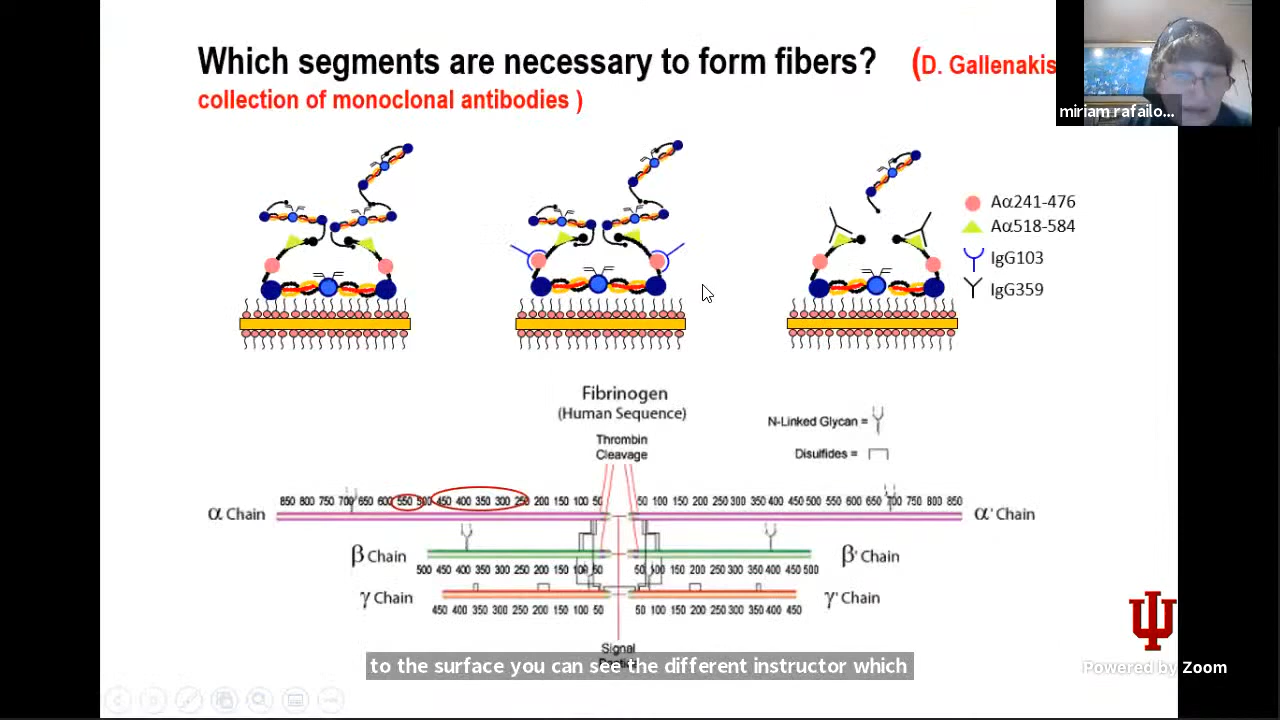 Which segments are necessary to form fibers? (D. Gallenakis
collection of monoclonal antibodies )
miriam rafailo...
Aα241-476
Aα518-584
IgG103
IgG359
Fibrinogen
(Human Sequence)
Thrombin
Cleavage
N-Linked Glycan =
Disulfides =
850 800 750 700 650 600 550 500 450 400 350 300 250 200 150 100 50
50 100 150 200 250 300 350 400 450 500 550 600 650 700 750 800 850
α Chain
α' Chain
β Chain
β' Chain
500 450 400 350 300 250 200 150 100 50
50 100 150 200 250 300 350 400 450 500
γ Chain
γ' Chain
450 400 350 300 250 200 150 100 50
50 100 150 200 250 300 350 400 450
Signal
to the surface you can see the different instructor which
Powered by Zoom